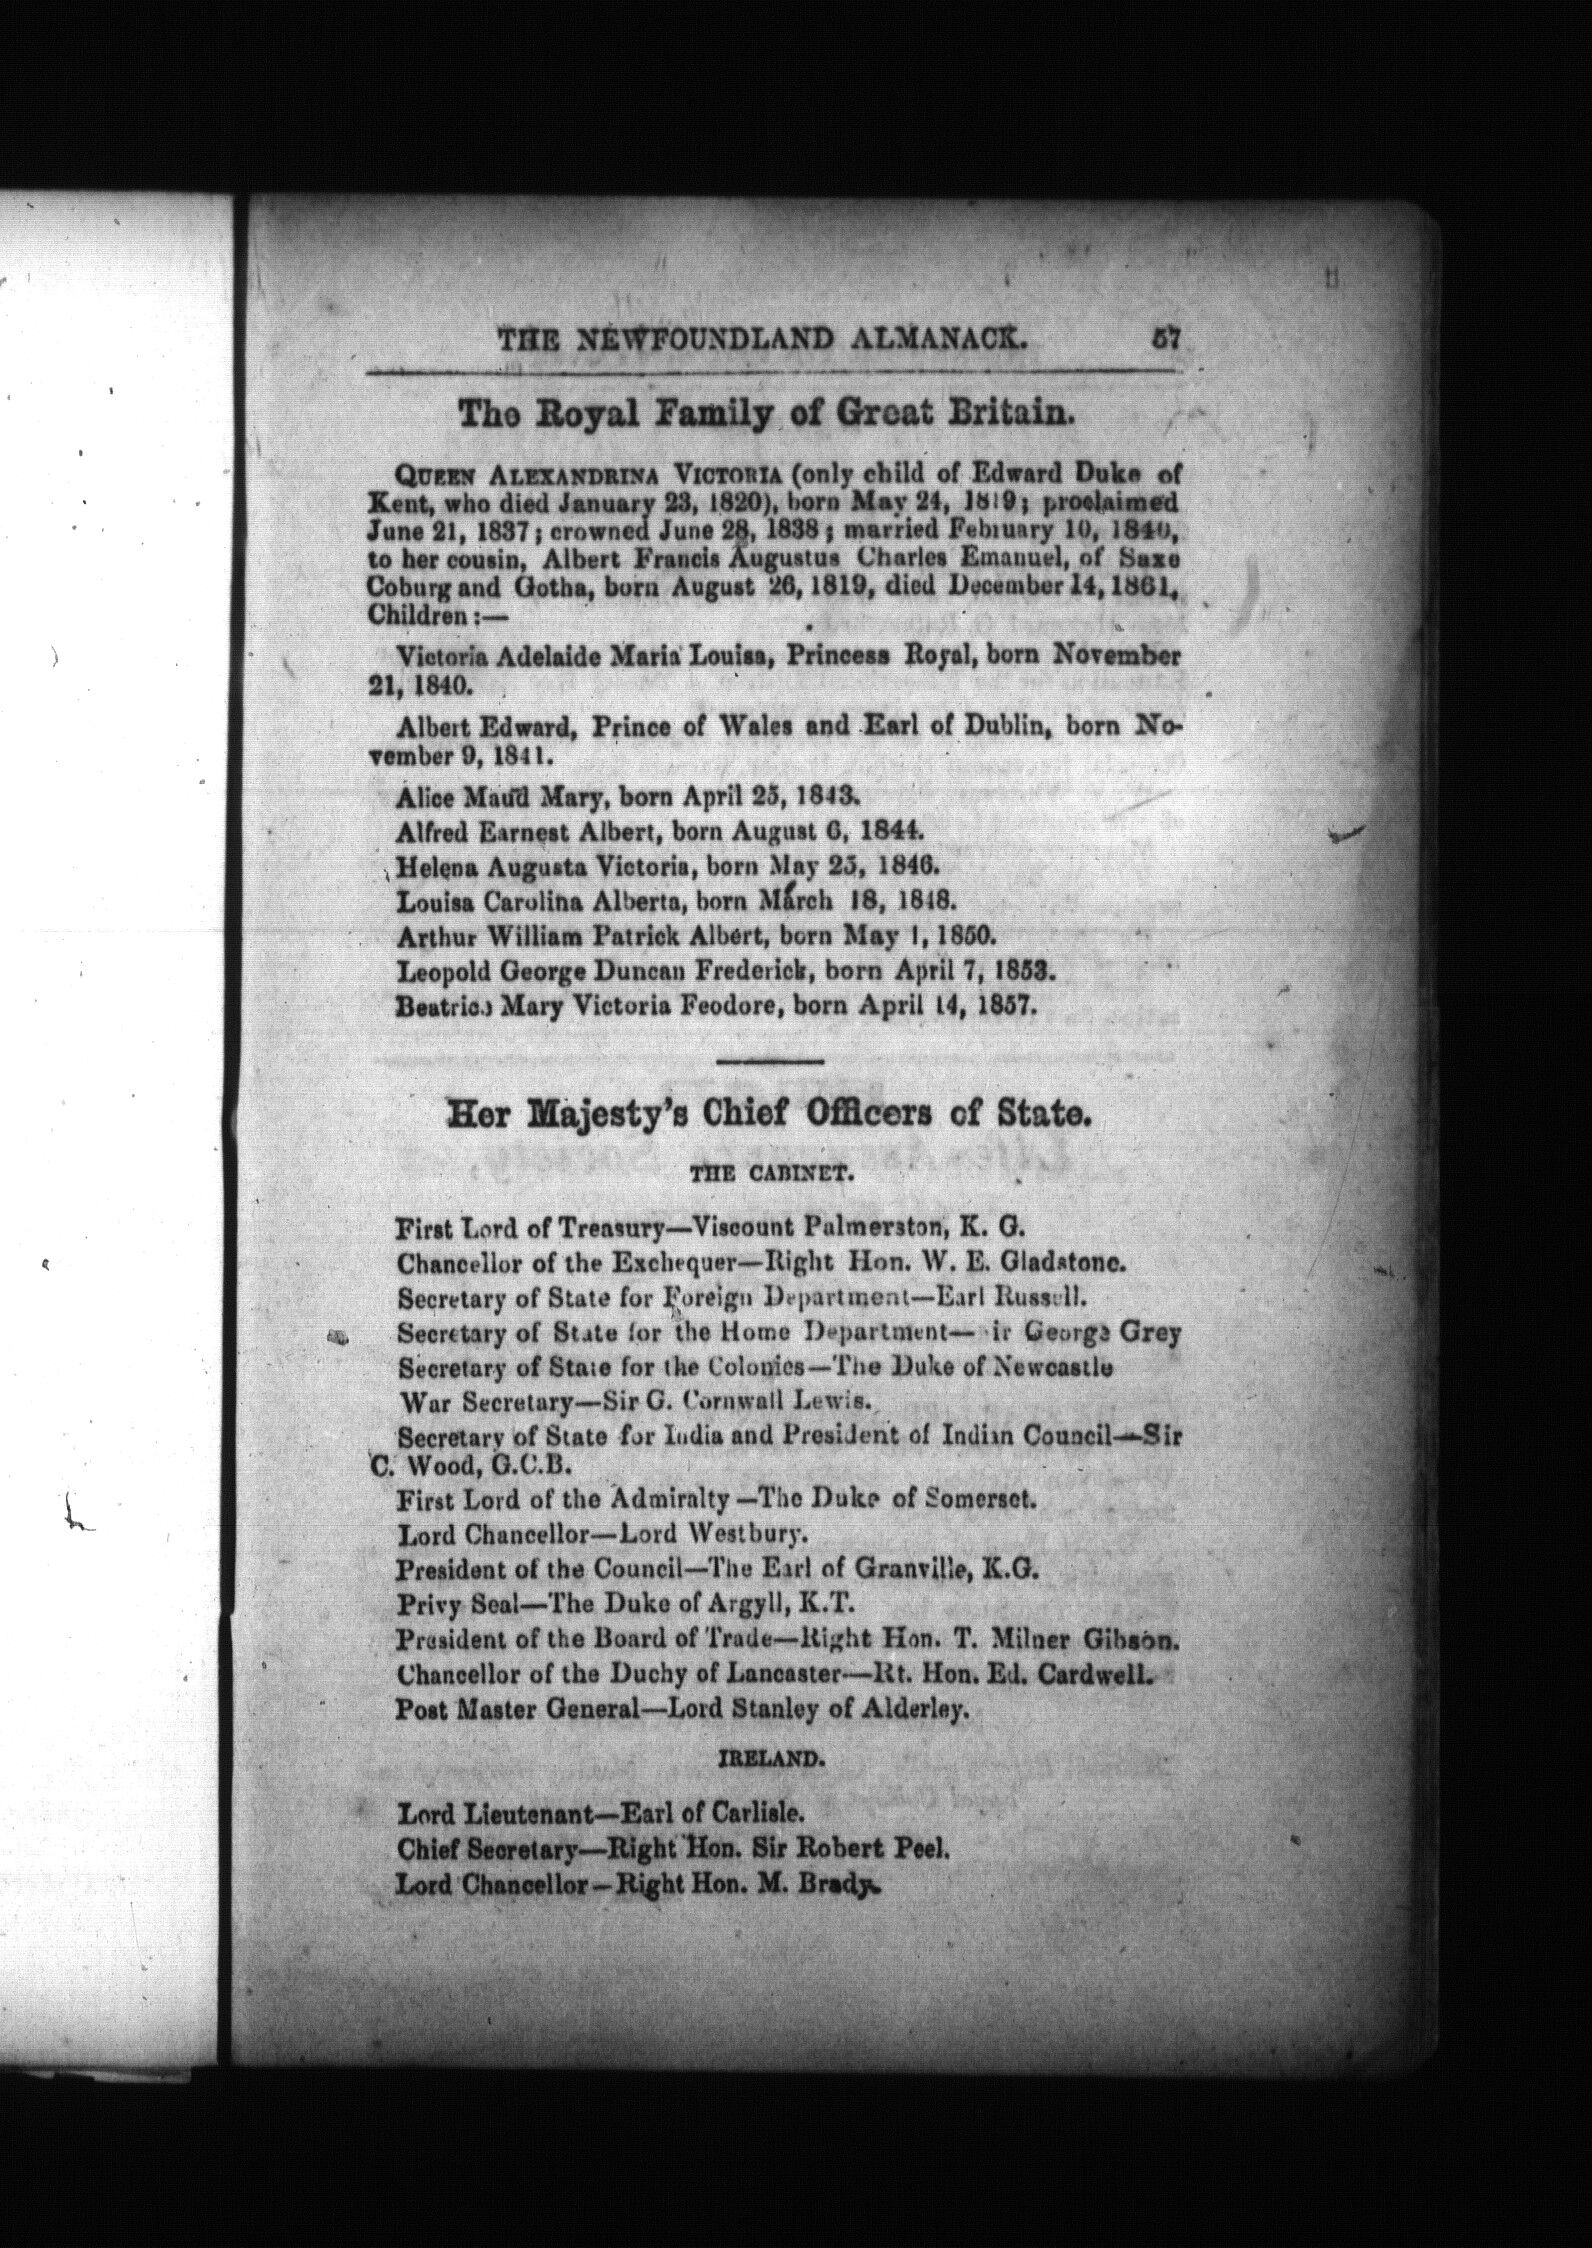 THE NEWFOUNDLAND ALMANACK. 57
The Royal Family of Great Britain.
QUEEN ALEXANDRINA VICTORIA (only child of Edward Duke of
Kent, who died January 23, 1820), born May 24, 1819; proclaimed
June 21, 1837; crowned June 28, 1838; married February 10, 1840,
to her cousin, Albert Francis Augustus Charles Emanuel, of Saxe
Coburg and Gotha, born August 26, 1819, died December 14, 1861.
Children:—
Victoria Adelaide Maria Louisa, Princess Royal, born November
21, 1840.
Albert Edward, Prince of Wales and Earl of Dublin, born No-
vember 9, 1841.
Alice Maud Mary, born April 25, 1843.
Alfred Earnest Albert, born August 6, 1844.
Helena Augusta Victoria, born May 25, 1846.
Louisa Carolina Alberta, born March 18, 1848.
Arthur William Patrick Albert, born May 1, 1850.
Leopold George Duncan Frederick, born April 7, 1853.
Beatrice Mary Victoria Feodore, born April 14, 1857.
Her Majesty's Chief Officers of State.
THE CABINET.
First Lord of Treasury—Viscount Palmerston, K. G.
Chancellor of the Exchequer—Right Hon. W. E. Gladstone.
Secretary of State for Foreign Department—Earl Russell.
Secretary of State for the Home Department—Sir George Grey
Secretary of State for the Colonies—The Duke of Newcastle
War Secretary—Sir G. Cornwall Lewis.
Secretary of State for India and President of Indian Council—Sir
C. Wood, G.C.B.
First Lord of the Admiralty—The Duke of Somerset.
Lord Chancellor—Lord Westbury.
President of the Council—The Earl of Granville, K.G.
Privy Seal—The Duke of Argyll, K.T.
President of the Board of Trade—Right Hon. T. Milner Gibson.
Chancellor of the Duchy of Lancaster—Rt. Hon. Ed. Cardwell.
Post Master General—Lord Stanley of Alderley.
IRELAND.
Lord Lieutenant—Earl of Carlisle.
Chief Secretary—Right Hon. Sir Robert Peel.
Lord Chancellor—Right Hon. M. Brady.